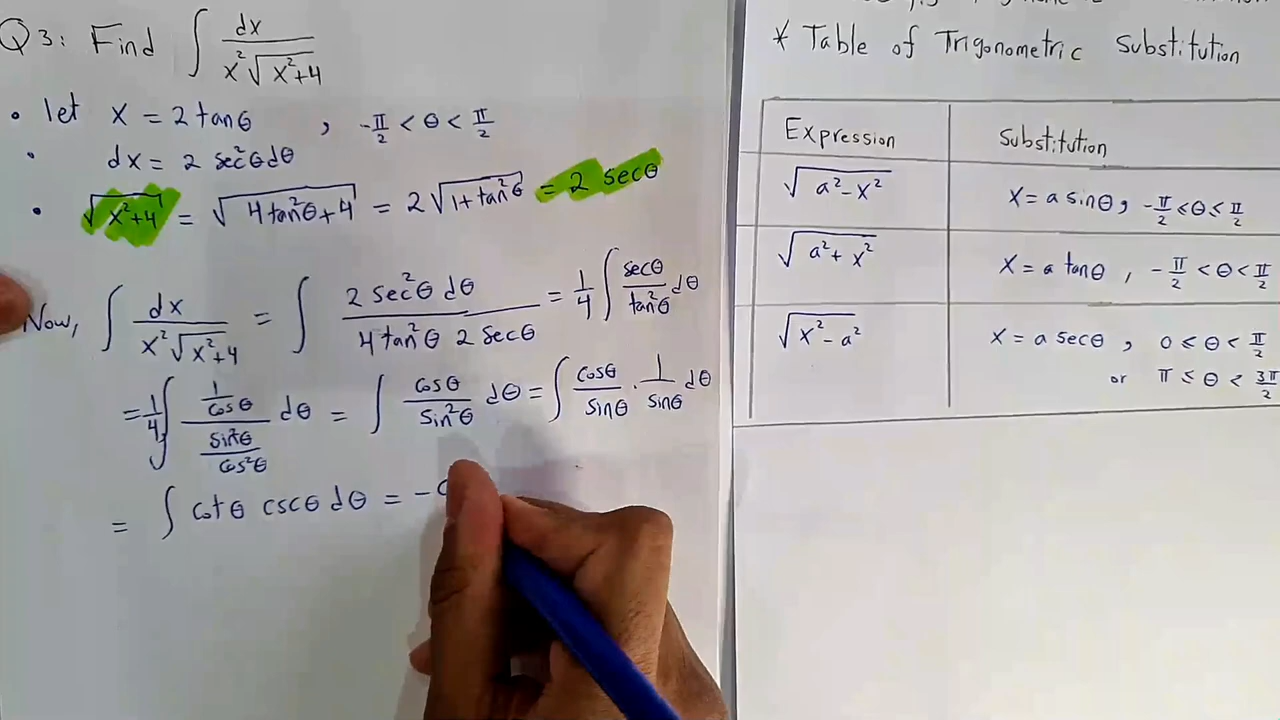 Q3: Find ∫ dx / x²√x²+4
• let x = 2 tanθ , -π/2 < θ < π/2
• dx = 2 sec²θ dθ
• √x²+4 = √4tan²θ+4 = 2√1+tan²θ = 2 secθ
Now, ∫ dx / x²√x²+4 = ∫ 2 sec²θ dθ / 4 tan²θ 2 secθ = 1/4 ∫ secθ / tan²θ dθ
= 1/4 ∫ (1/cosθ) / (sin²θ/cos²θ) dθ = ∫ cosθ / sin²θ dθ = ∫ cosθ/sinθ · 1/sinθ dθ
= ∫ cotθ cscθ dθ = - c
* Table of Trigonometric Substitution
Expression Substitution
√a²-x² x = a sinθ, -π/2 ≤ θ ≤ π/2
√a²+x² x = a tanθ , -π/2 < θ < π/2
√x²-a² x = a secθ , 0 ≤ θ < π/2
or π ≤ θ < 3π/2